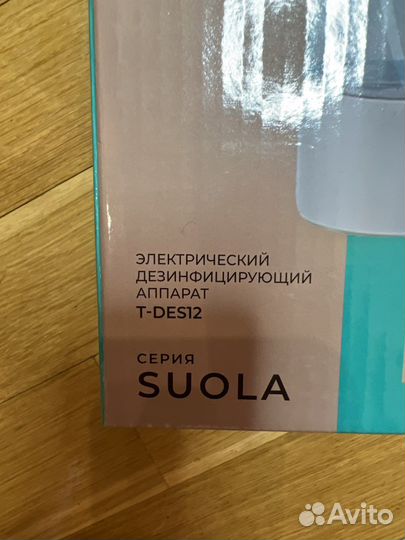 ЭЛЕКТРИЧЕСКИЙ
ДЕЗИНФИЦИРУЮЩИЙ
АППАРАТ
T-DES12
СЕРИЯ
SUOLA
Avito